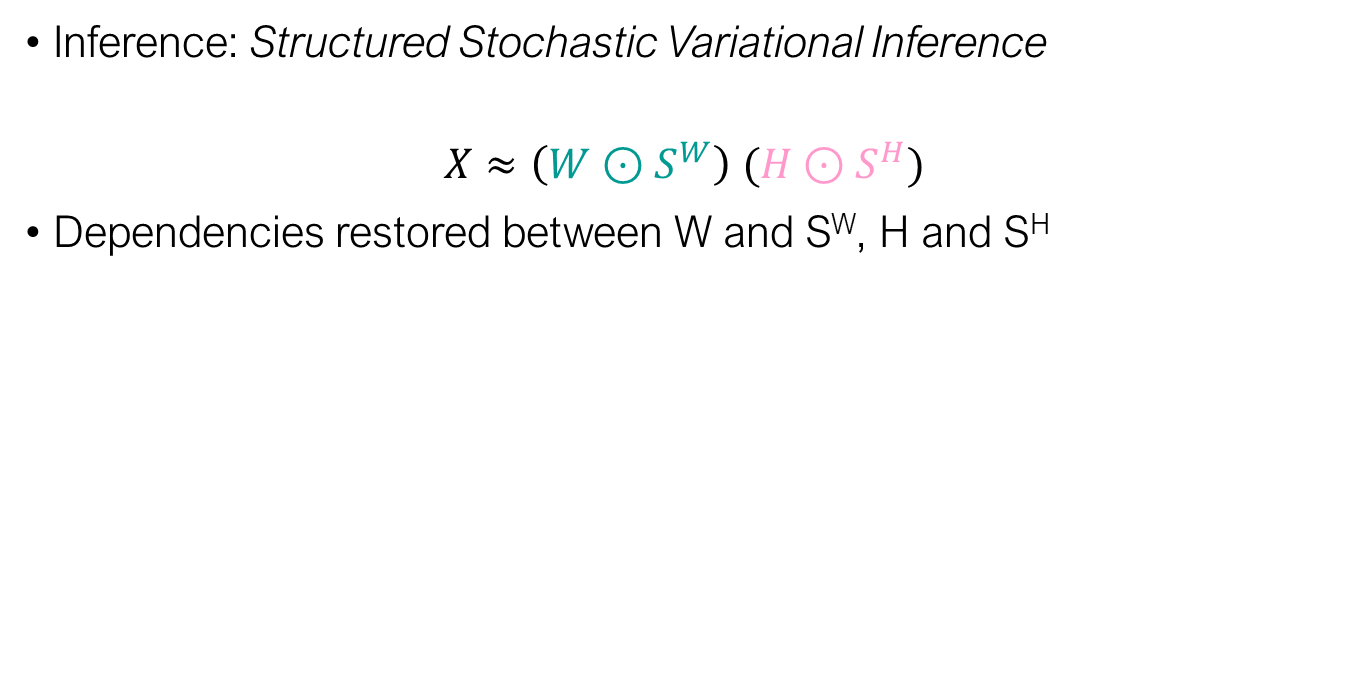 • Inference: Structured Stochastic Variational Inference
X ≈ (W ⊙ S^W) (H ⊙ S^H)
• Dependencies restored between W and S^W, H and S^H